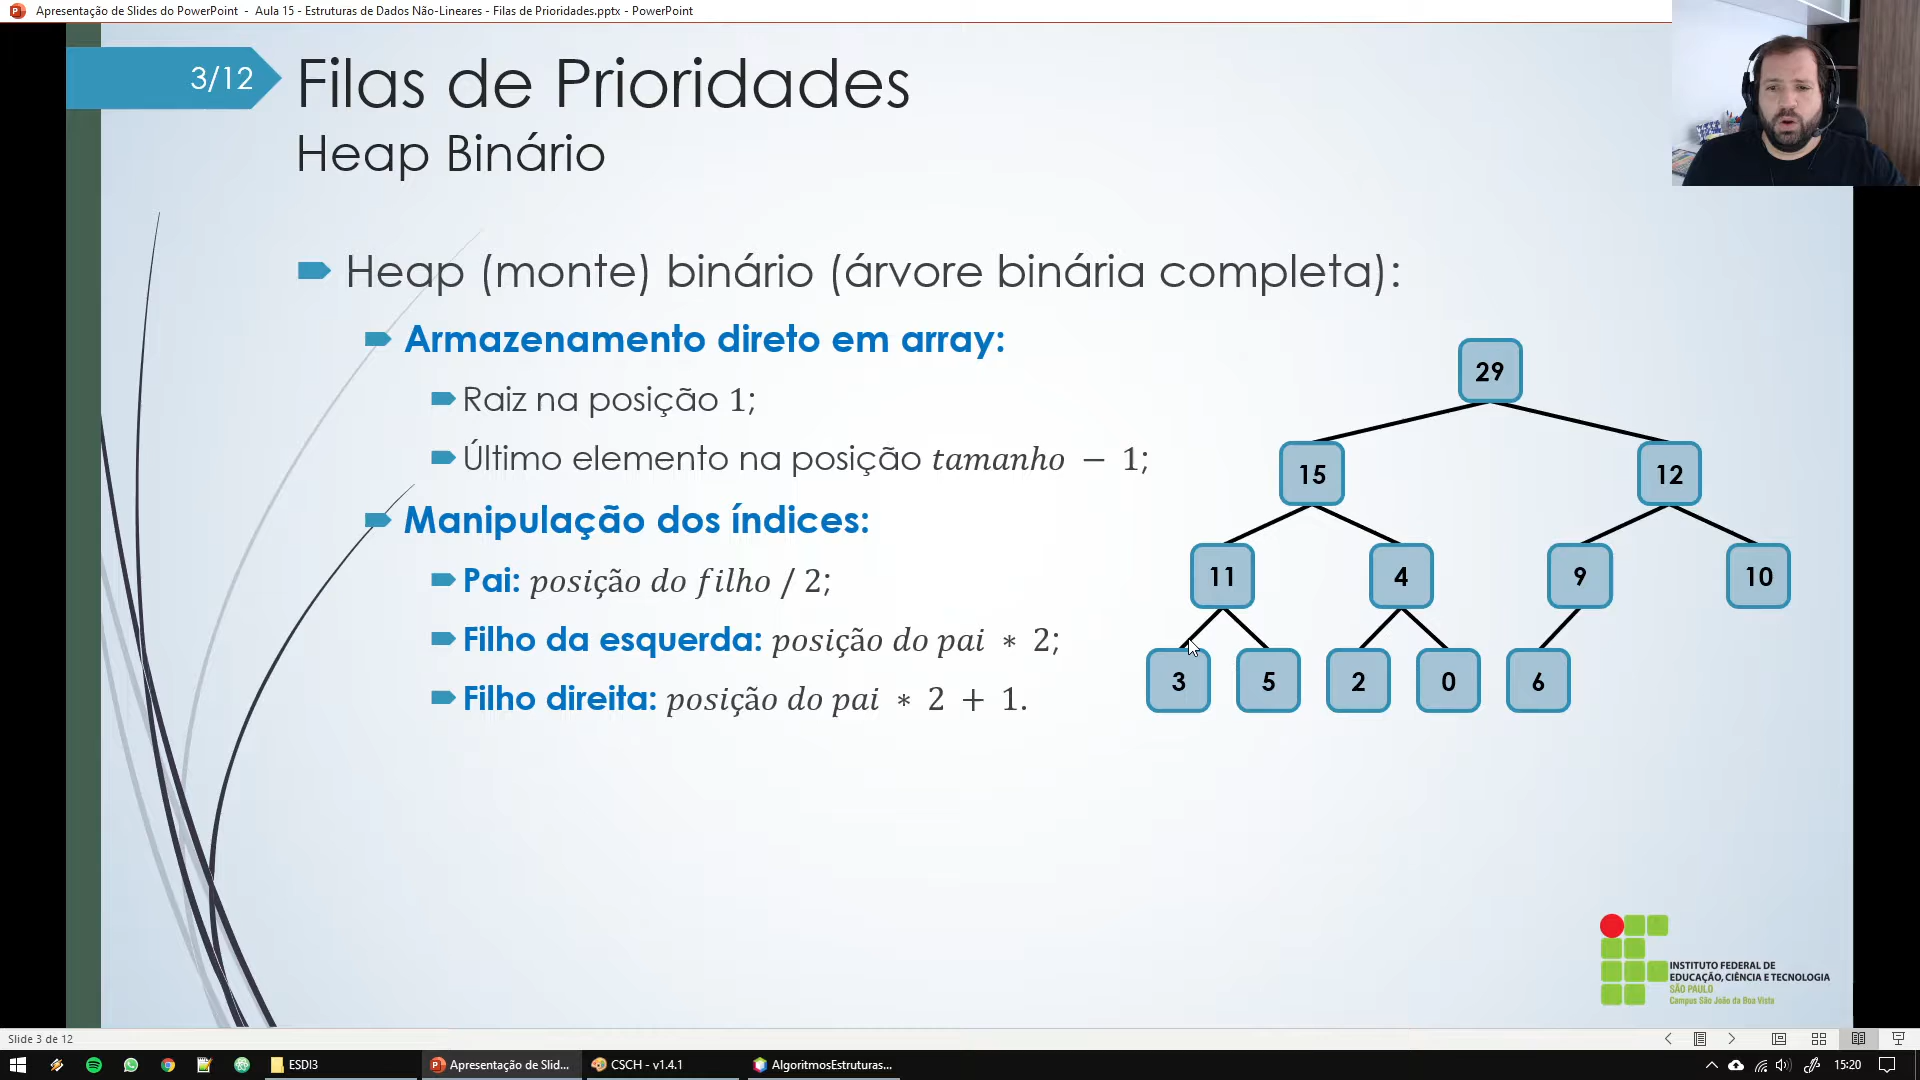 Apresentação de Slides do PowerPoint - Aula 15 - Estruturas de Dados Não-Lineares - Filas de Prioridades.pptx - PowerPoint
3/12
Filas de Prioridades
Heap Binário
Heap (monte) binário (árvore binária completa):
Armazenamento direto em array:
Raiz na posição 1;
Último elemento na posição tamanho − 1;
Manipulação dos índices:
Pai: posição do filho / 2;
Filho da esquerda: posição do pai ∗ 2;
Filho direita: posição do pai ∗ 2 + 1.
29
15 12
11 4 9 10
3 5 2 0 6
INSTITUTO FEDERAL DE
EDUCAÇÃO, CIÊNCIA E TECNOLOGIA
SÃO PAULO
Campus São João da Boa Vista
Slide 3 de 12
ESDI3
Apresentação de Slid...
CSCH - v1.4.1
AlgoritmosEstruturas...
15:20